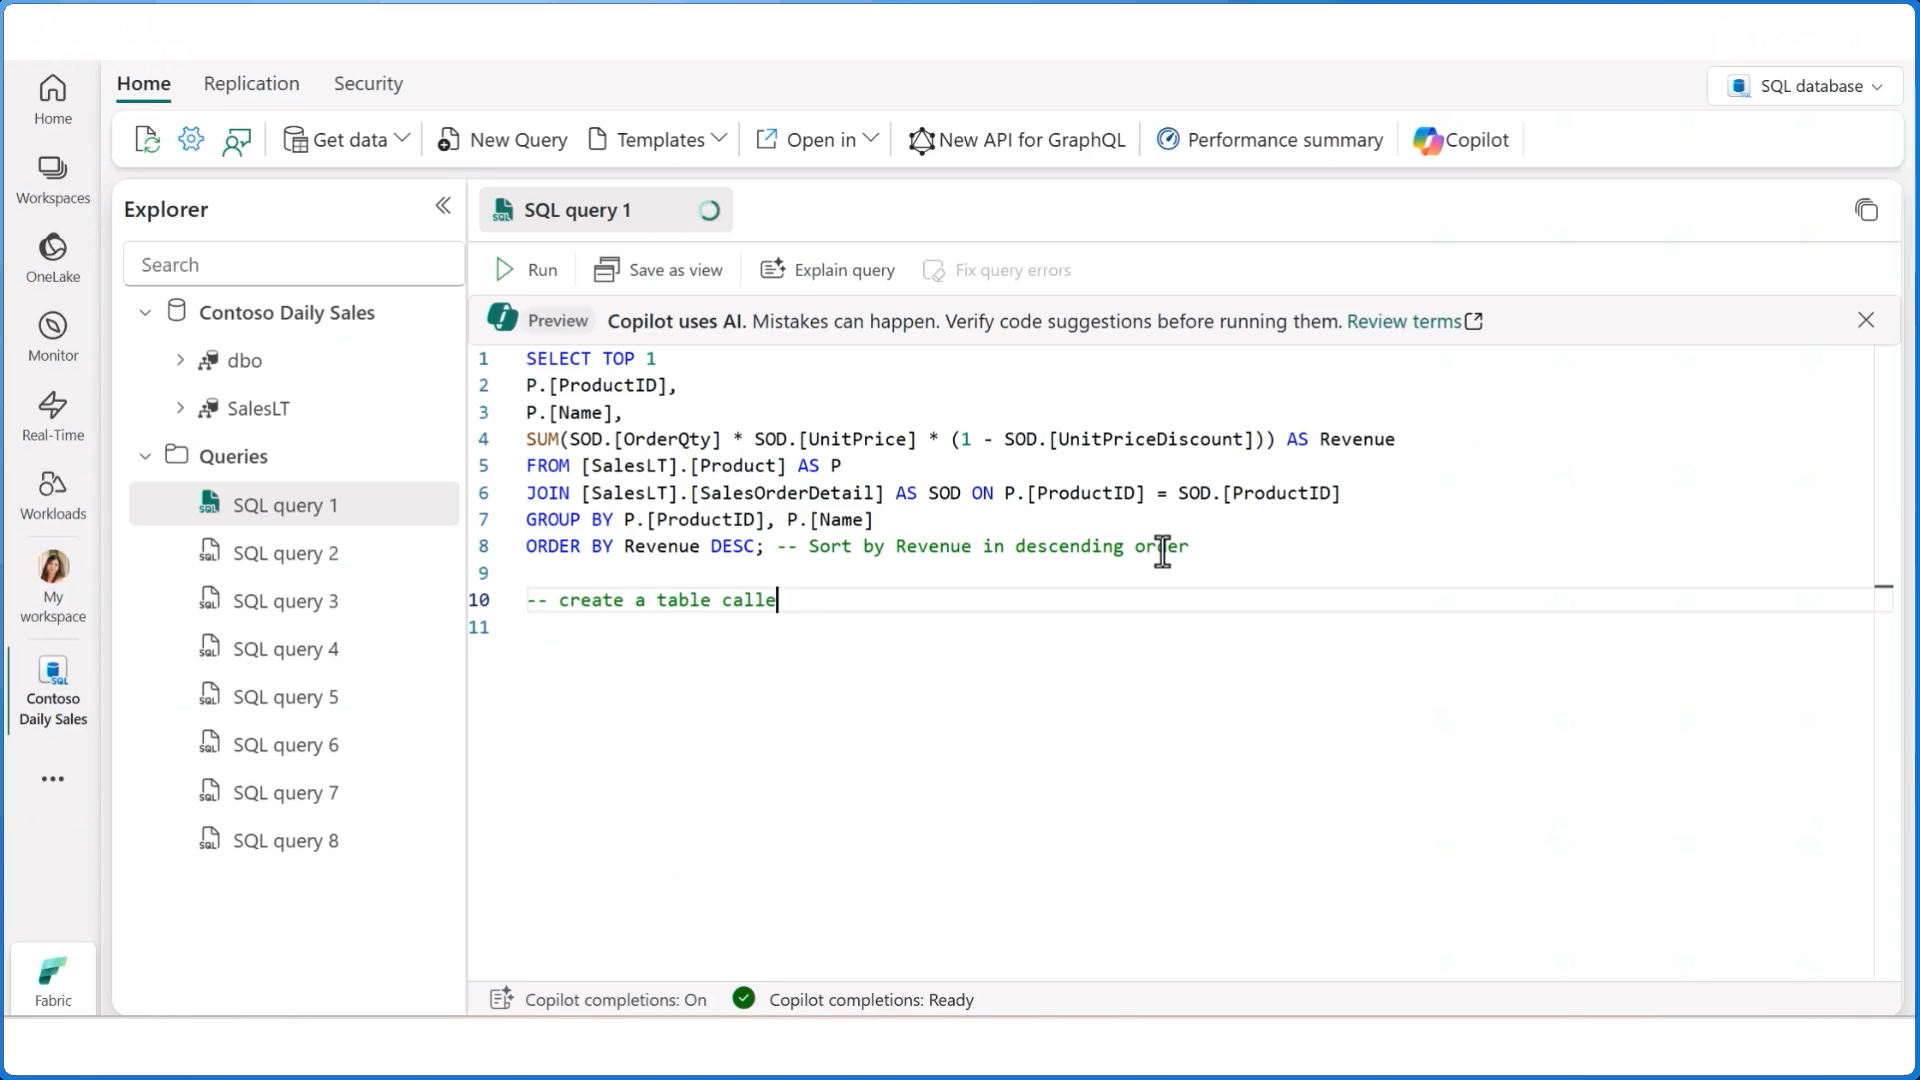 Home Replication Security
SQL database
Home
Workspaces
OneLake
Monitor
Real-Time
Workloads
My
workspace
Contoso
Daily Sales
Fabric
Get data New Query Templates Open in New API for GraphQL Performance summary Copilot
Explorer
Search
Contoso Daily Sales
dbo
SalesLT
Queries
SQL query 1
SQL query 2
SQL query 3
SQL query 4
SQL query 5
SQL query 6
SQL query 7
SQL query 8
SQL query 1
Run Save as view Explain query Fix query errors
Preview Copilot uses AI. Mistakes can happen. Verify code suggestions before running them. Review terms
1 SELECT TOP 1
2 P.[ProductID],
3 P.[Name],
4 SUM(SOD.[OrderQty] * SOD.[UnitPrice] * (1 - SOD.[UnitPriceDiscount])) AS Revenue
5 FROM [SalesLT].[Product] AS P
6 JOIN [SalesLT].[SalesOrderDetail] AS SOD ON P.[ProductID] = SOD.[ProductID]
7 GROUP BY P.[ProductID], P.[Name]
8 ORDER BY Revenue DESC; -- Sort by Revenue in descending order
9
10 -- create a table calle
11
Copilot completions: On Copilot completions: Ready